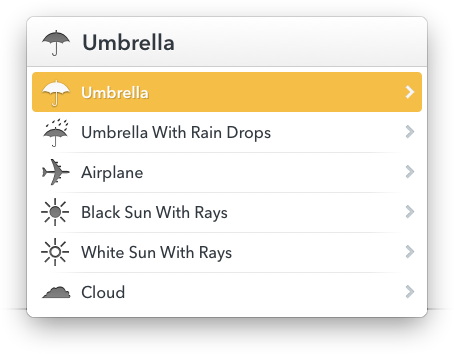 Umbrella
Umbrella
Umbrella With Rain Drops
Airplane
Black Sun With Rays
White Sun With Rays
Cloud